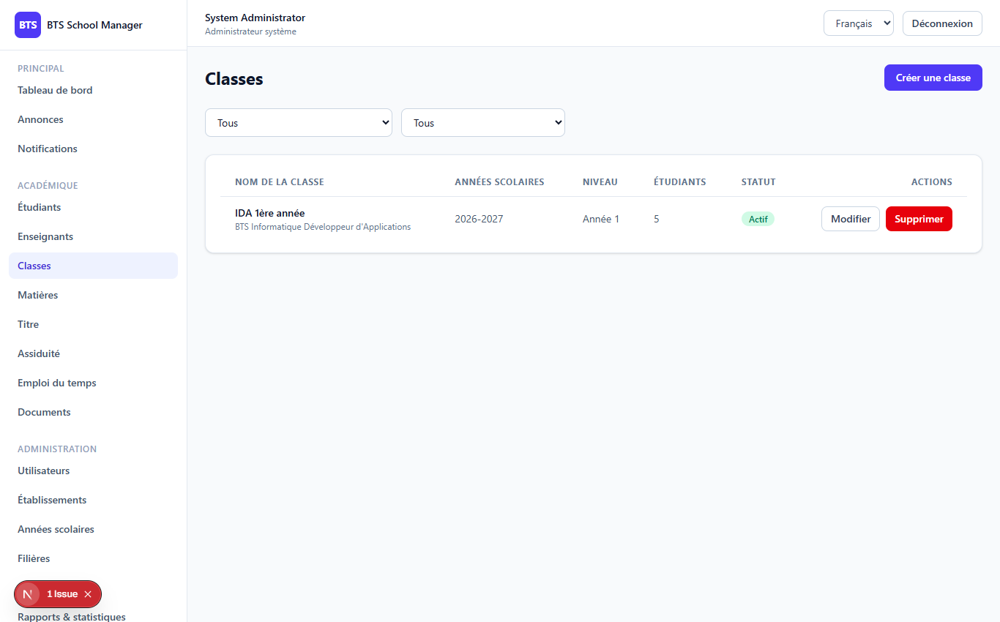 BTS
BTS School Manager
System Administrator
Administrateur système
Français
Déconnexion
PRINCIPAL
Tableau de bord
Annonces
Notifications
ACADÉMIQUE
Étudiants
Enseignants
Classes
Matières
Titre
Assiduité
Emploi du temps
Documents
ADMINISTRATION
Utilisateurs
Établissements
Années scolaires
Filières
N 1 Issue
Rapports & statistiques
Classes
Créer une classe
Tous
Tous
NOM DE LA CLASSE ANNÉES SCOLAIRES NIVEAU ÉTUDIANTS STATUT ACTIONS
IDA 1ère année
BTS Informatique Développeur d'Applications
2026-2027 Année 1 5 Actif Modifier Supprimer